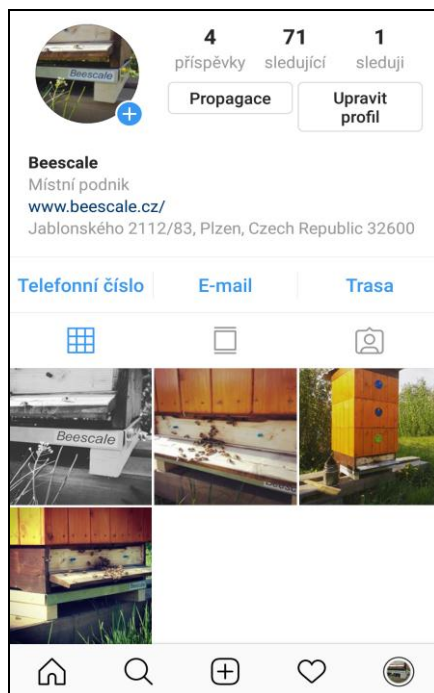 4 71 1
příspěvky sledující sleduji
Propagace
Upravit
profil
Beescale
Místní podnik
www.beescale.cz/
Jablonského 2112/83, Plzen, Czech Republic 32600
Telefonní číslo E-mail Trasa
Beescale
Beescale